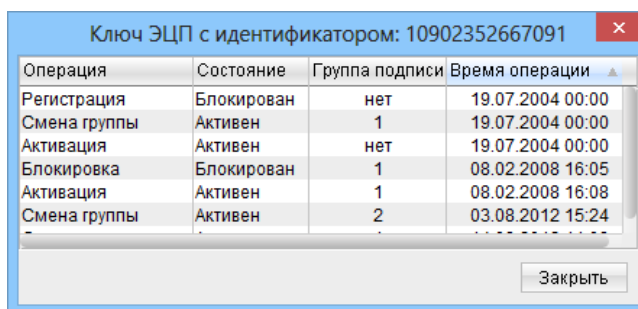 Ключ ЭЦП с идентификатором: 10902352667091
Операция Состояние Группа подписи Время операции
Регистрация Блокирован нет 19.07.2004 00:00
Смена группы Активен 1 19.07.2004 00:00
Активация Активен нет 19.07.2004 00:00
Блокировка Блокирован 1 08.02.2008 16:05
Активация Активен 1 08.02.2008 16:08
Смена группы Активен 2 03.08.2012 15:24
Закрыть